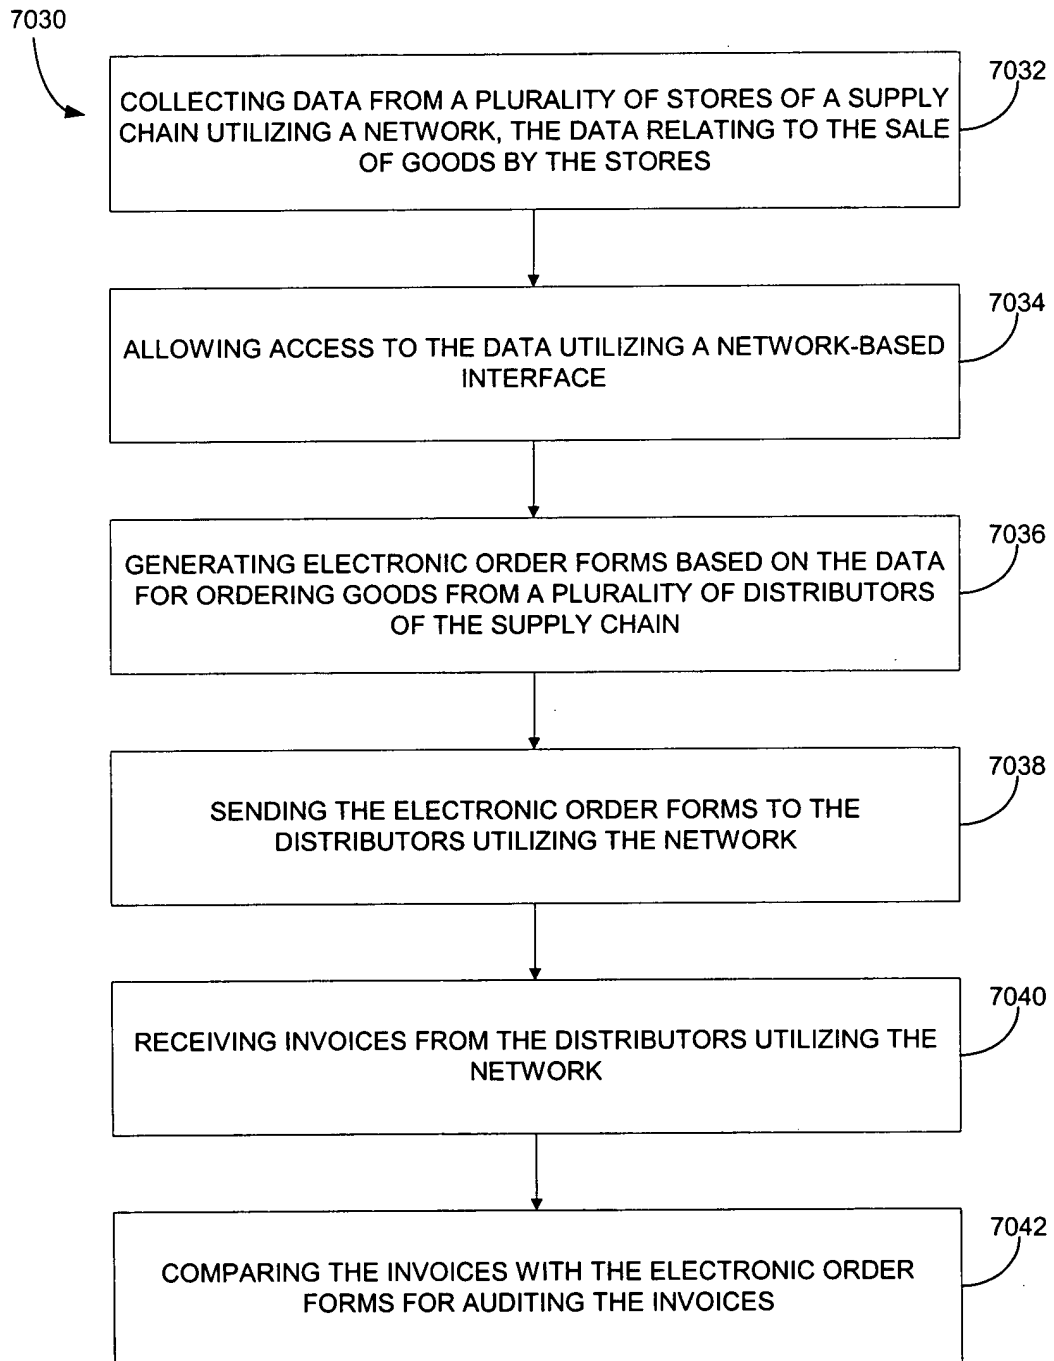 7030
7032
COLLECTING DATA FROM A PLURALITY OF STORES OF A SUPPLY
CHAIN UTILIZING A NETWORK, THE DATA RELATING TO THE SALE
OF GOODS BY THE STORES
7034
ALLOWING ACCESS TO THE DATA UTILIZING A NETWORK-BASED
INTERFACE
7036
GENERATING ELECTRONIC ORDER FORMS BASED ON THE DATA
FOR ORDERING GOODS FROM A PLURALITY OF DISTRIBUTORS
OF THE SUPPLY CHAIN
7038
SENDING THE ELECTRONIC ORDER FORMS TO THE
DISTRIBUTORS UTILIZING THE NETWORK
7040
RECEIVING INVOICES FROM THE DISTRIBUTORS UTILIZING THE
NETWORK
7042
COMPARING THE INVOICES WITH THE ELECTRONIC ORDER
FORMS FOR AUDITING THE INVOICES